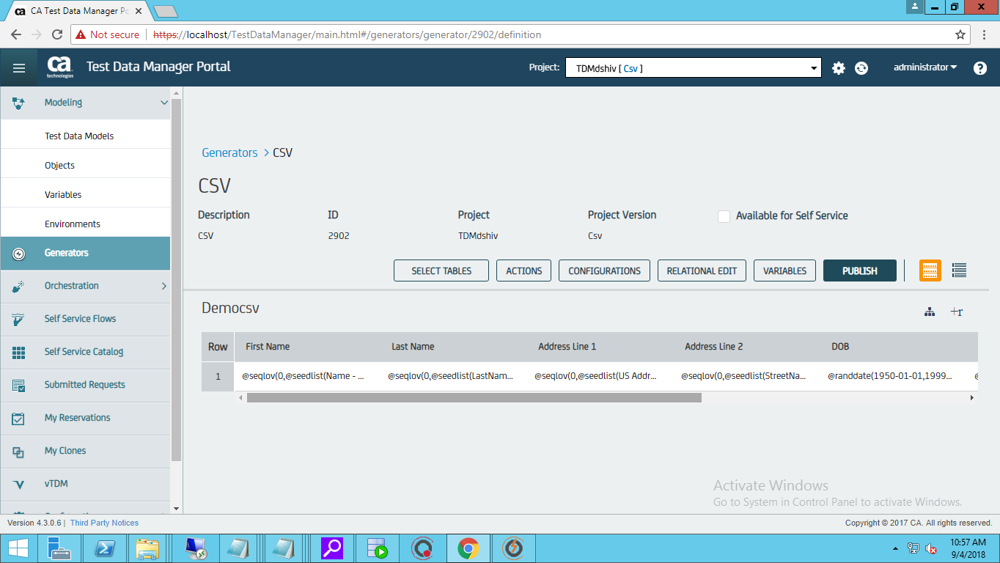 CA Test Data Manager Po
Not secure https://localhost/TestDataManager/main.html#/generators/generator/2902/definition
ca technologies Test Data Manager Portal Project: TDMdshiv [ Csv ] administrator ?
Modeling
Test Data Models
Objects
Variables
Environments
Generators
Orchestration
Self Service Flows
Self Service Catalog
Submitted Requests
My Reservations
My Clones
vTDM
Generators > CSV
CSV
Description ID Project Project Version Available for Self Service
CSV 2902 TDMdshiv Csv
SELECT TABLES ACTIONS CONFIGURATIONS RELATIONAL EDIT VARIABLES PUBLISH
Democsv +r
Row First Name Last Name Address Line 1 Address Line 2 DOB
1 @seqlov(0,@seedlist(Name - ... @seqlov(0,@seedlist(LastNam... @seqlov(0,@seedlist(US Addr... @seqlov(0,@seedlist(StreetNa... @randdate(1950-01-01,1999... @
Activate Windows
Go to System in Control Panel to activate Windows.
Version 4.3.0.6 | Third Party Notices Copyright © 2017 CA. All rights reserved.
10:57 AM
9/4/2018